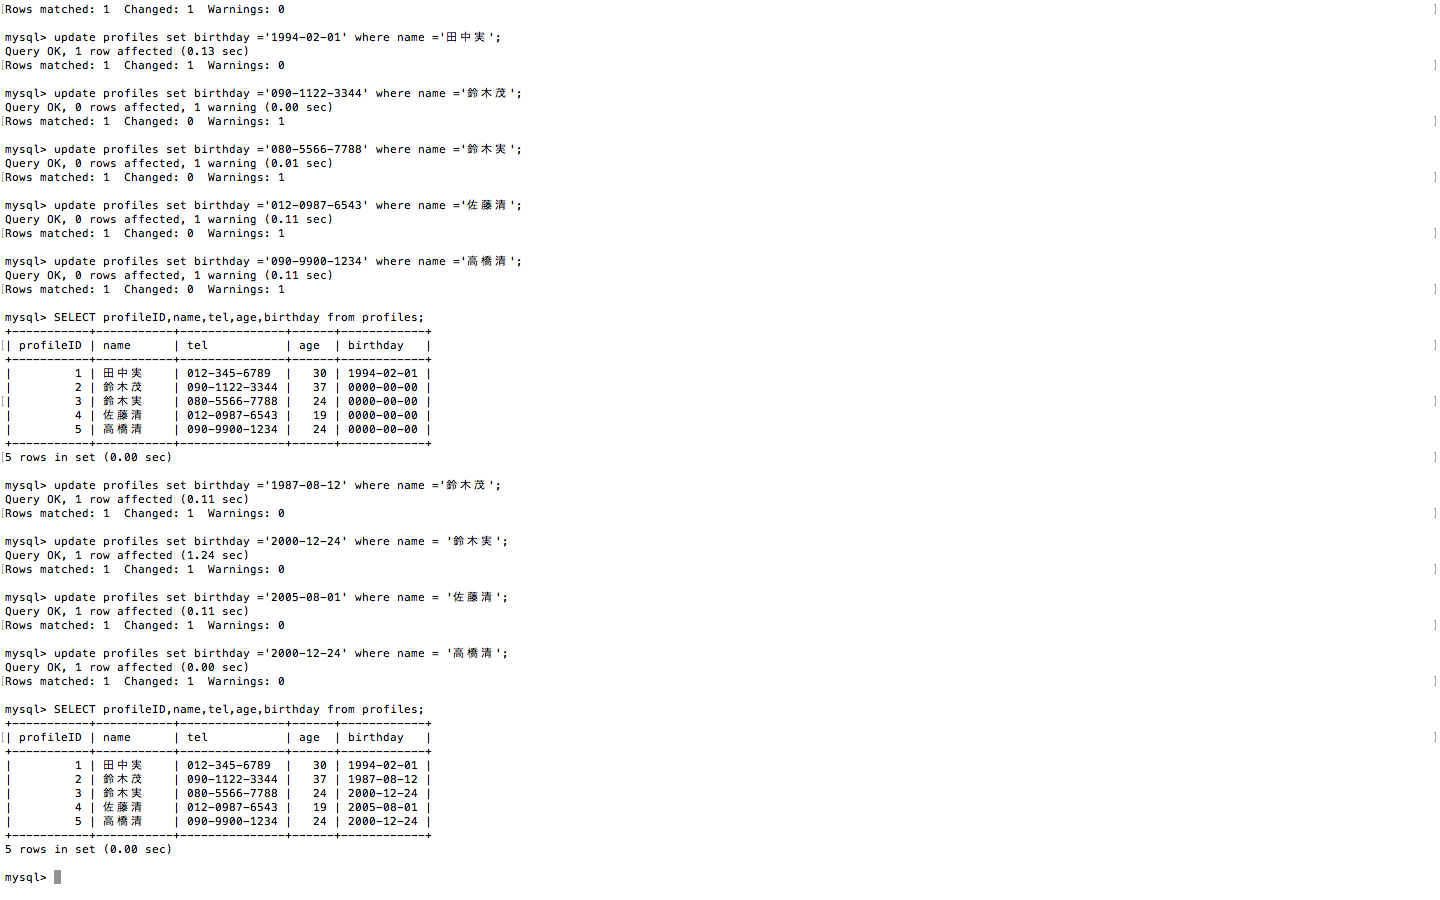 Rows matched: 1  Changed: 1  Warnings: 0
mysql> update profiles set birthday ='1994-02-01' where name ='田中実';
Query OK, 1 row affected (0.13 sec)
Rows matched: 1  Changed: 1  Warnings: 0
mysql> update profiles set birthday ='090-1122-3344' where name ='鈴木茂';
Query OK, 0 rows affected, 1 warning (0.00 sec)
Rows matched: 1  Changed: 0  Warnings: 1
mysql> update profiles set birthday ='080-5566-7788' where name ='鈴木実';
Query OK, 0 rows affected, 1 warning (0.01 sec)
Rows matched: 1  Changed: 0  Warnings: 1
mysql> update profiles set birthday ='012-0987-6543' where name ='佐藤清';
Query OK, 0 rows affected, 1 warning (0.11 sec)
Rows matched: 1  Changed: 0  Warnings: 1
mysql> update profiles set birthday ='090-9900-1234' where name ='高橋清';
Query OK, 0 rows affected, 1 warning (0.11 sec)
Rows matched: 1  Changed: 0  Warnings: 1
mysql> SELECT profileID,name,tel,age,birthday from profiles;
+-----------+-----------+---------------+------+------------+
| profileID | name      | tel           | age  | birthday   |
+-----------+-----------+---------------+------+------------+
|         1 | 田中実    | 012-345-6789  |   30 | 1994-02-01 |
|         2 | 鈴木茂    | 090-1122-3344 |   37 | 0000-00-00 |
|         3 | 鈴木実    | 080-5566-7788 |   24 | 0000-00-00 |
|         4 | 佐藤清    | 012-0987-6543 |   19 | 0000-00-00 |
|         5 | 高橋清    | 090-9900-1234 |   24 | 0000-00-00 |
+-----------+-----------+---------------+------+------------+
5 rows in set (0.00 sec)
mysql> update profiles set birthday ='1987-08-12' where name ='鈴木茂';
Query OK, 1 row affected (0.11 sec)
Rows matched: 1  Changed: 1  Warnings: 0
mysql> update profiles set birthday ='2000-12-24' where name = '鈴木実';
Query OK, 1 row affected (1.24 sec)
Rows matched: 1  Changed: 1  Warnings: 0
mysql> update profiles set birthday ='2005-08-01' where name = '佐藤清';
Query OK, 1 row affected (0.11 sec)
Rows matched: 1  Changed: 1  Warnings: 0
mysql> update profiles set birthday ='2000-12-24' where name = '高橋清';
Query OK, 1 row affected (0.00 sec)
Rows matched: 1  Changed: 1  Warnings: 0
mysql> SELECT profileID,name,tel,age,birthday from profiles;
+-----------+-----------+---------------+------+------------+
| profileID | name      | tel           | age  | birthday   |
+-----------+-----------+---------------+------+------------+
|         1 | 田中実    | 012-345-6789  |   30 | 1994-02-01 |
|         2 | 鈴木茂    | 090-1122-3344 |   37 | 1987-08-12 |
|         3 | 鈴木実    | 080-5566-7788 |   24 | 2000-12-24 |
|         4 | 佐藤清    | 012-0987-6543 |   19 | 2005-08-01 |
|         5 | 高橋清    | 090-9900-1234 |   24 | 2000-12-24 |
+-----------+-----------+---------------+------+------------+
5 rows in set (0.00 sec)
mysql>